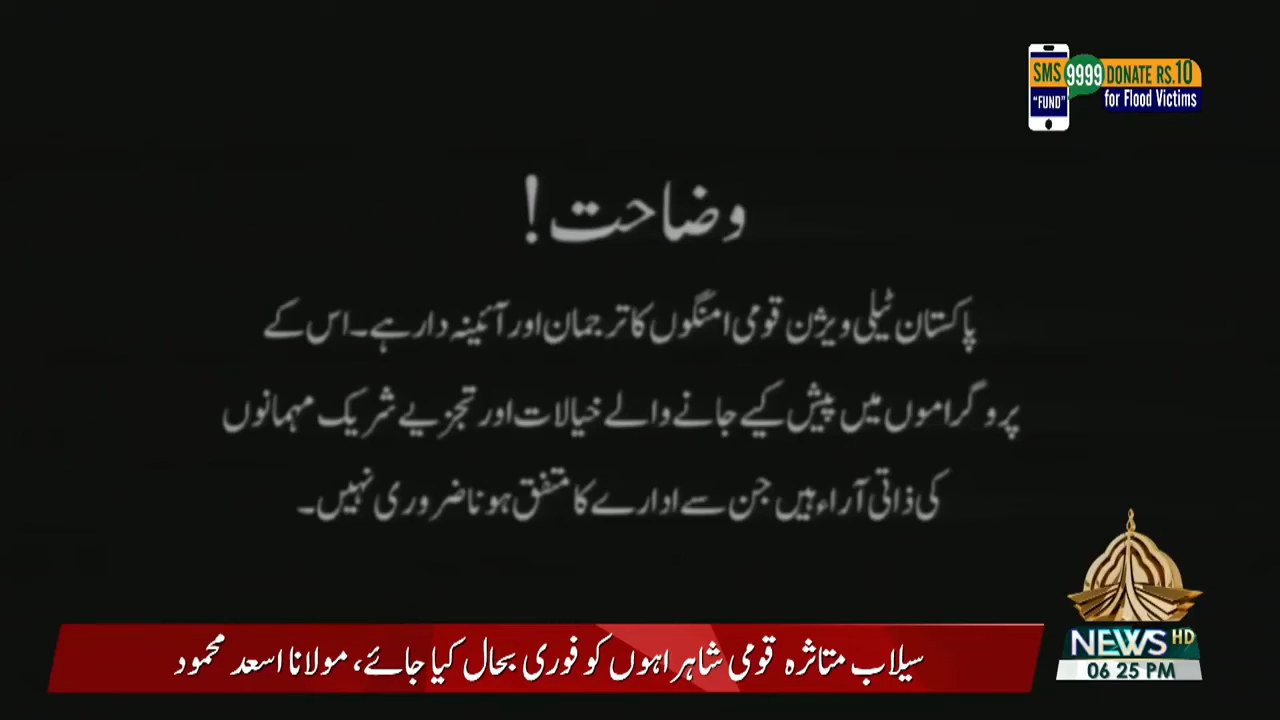 SMS 9999 DONATE RS.10
"FUND" for Flood Victims
وضاحت!
پاکستان ٹیلی ویژن قومی امنگوں کا ترجمان اور آئینہ دار ہے۔ اس کے
پروگراموں میں پیش کیے جانے والے خیالات اور تجزیے شریک مہمانوں
کی ذاتی آراء ہیں جن سے ادارے کا متفق ہونا ضروری نہیں۔
NEWS HD
06 25 PM
سیلاب متاثرہ قومی شاہراہوں کو فوری بحال کیا جائے، مولانا اسعد محمود